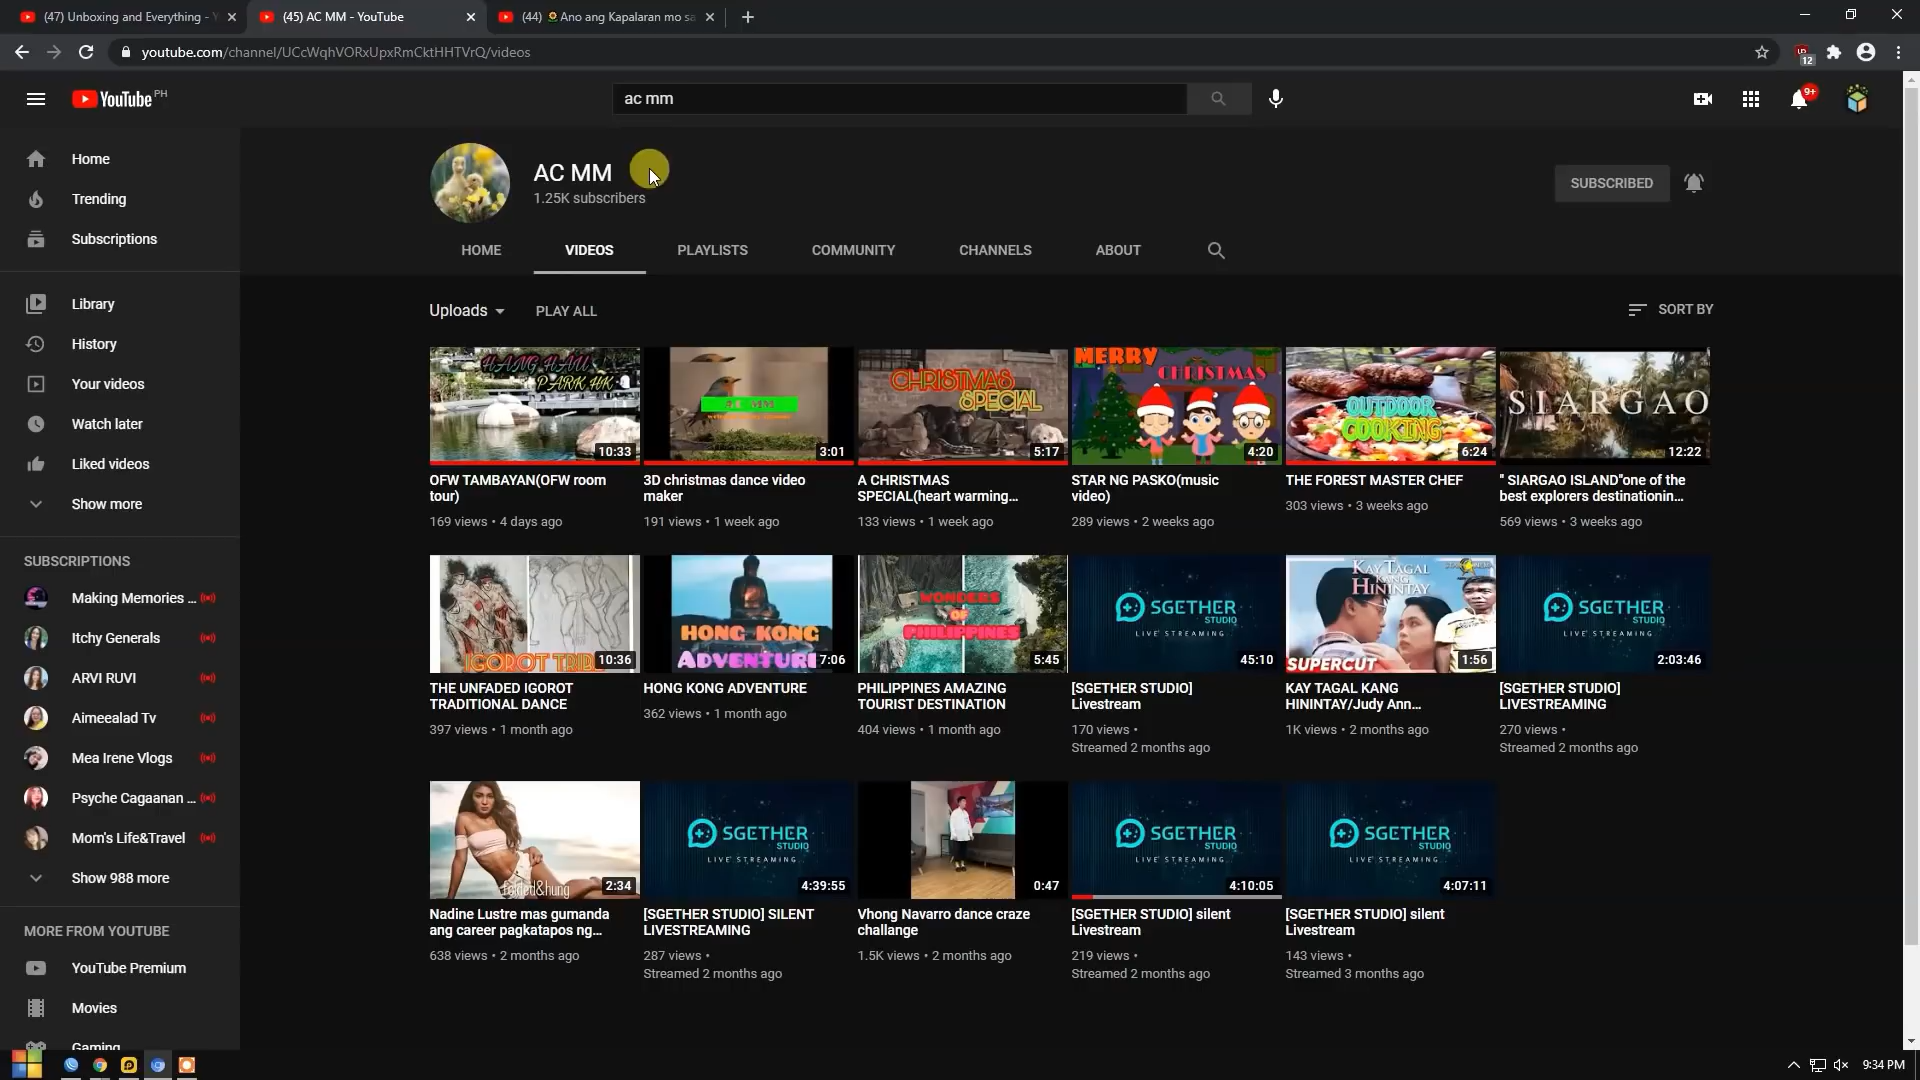 (47) Unboxing and Everything -
(45) AC MM - YouTube
(44) Ano ang Kapalaran mo sa
youtube.com/channel/UCcWqhVORxUpxRmCktHHTVrQ/videos
12
YouTube PH
ac mm
9+
Home
Trending
Subscriptions
Library
History
Your videos
Watch later
Liked videos
Show more
SUBSCRIPTIONS
Making Memories ...
Itchy Generals
ARVI RUVI
Aimeealad Tv
Mea Irene Vlogs
Psyche Cagaanan ...
Mom's Life&Travel
Show 988 more
MORE FROM YOUTUBE
YouTube Premium
Movies
Gaming
AC MM
1.25K subscribers
SUBSCRIBED
HOME VIDEOS PLAYLISTS COMMUNITY CHANNELS ABOUT
Uploads PLAY ALL
SORT BY
HANG HAU
PARK HK
10:33
OFW TAMBAYAN(OFW room
tour)
169 views • 4 days ago
3:01
3D christmas dance video
maker
191 views • 1 week ago
CHRISTMAS
SPECIAL
5:17
A CHRISTMAS
SPECIAL(heart warming...
133 views • 1 week ago
MERRY
CHRISTMAS
4:20
STAR NG PASKO(music
video)
289 views • 2 weeks ago
OUTDOOR
COOKING
6:24
THE FOREST MASTER CHEF
303 views • 3 weeks ago
SIARGAO
12:22
" SIARGAO ISLAND"one of the
best explorers destinationin...
569 views • 3 weeks ago
IGOROT TRIB
10:36
THE UNFADED IGOROT
TRADITIONAL DANCE
397 views • 1 month ago
HONG KONG
ADVENTURE
7:06
HONG KONG ADVENTURE
362 views • 1 month ago
WONDERS
OF
PHILIPPINES
5:45
PHILIPPINES AMAZING
TOURIST DESTINATION
404 views • 1 month ago
SGETHER
STUDIO
LIVE STREAMING
45:10
[SGETHER STUDIO]
Livestream
170 views •
Streamed 2 months ago
KAY TAGAL
KANG
HININTAY
SUPERCUT
1:56
KAY TAGAL KANG
HININTAY/Judy Ann...
1K views • 2 months ago
SGETHER
STUDIO
LIVE STREAMING
2:03:46
[SGETHER STUDIO]
LIVESTREAMING
270 views •
Streamed 2 months ago
folded&hung
2:34
Nadine Lustre mas gumanda
ang career pagkatapos ng...
638 views • 2 months ago
SGETHER
STUDIO
LIVE STREAMING
4:39:55
[SGETHER STUDIO] SILENT
LIVESTREAMING
287 views •
Streamed 2 months ago
0:47
Vhong Navarro dance craze
challange
1.5K views • 2 months ago
SGETHER
STUDIO
LIVE STREAMING
4:10:05
[SGETHER STUDIO] silent
Livestream
219 views •
Streamed 2 months ago
SGETHER
STUDIO
LIVE STREAMING
4:07:11
[SGETHER STUDIO] silent
Livestream
143 views •
Streamed 3 months ago
9:34 PM